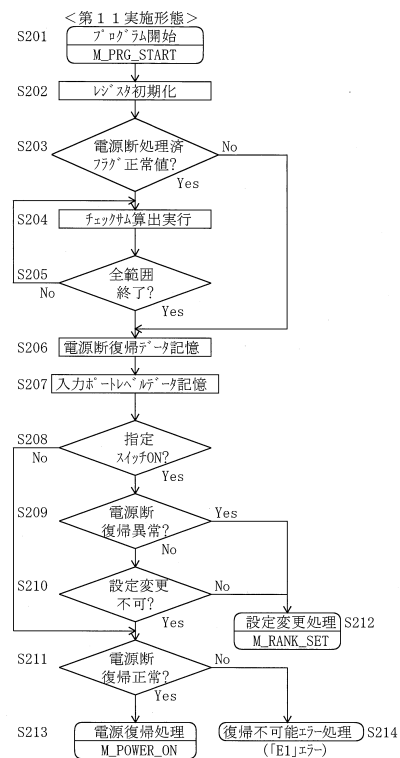 ＜第１１実施形態＞
S201
ﾌﾟﾛｸﾞﾗﾑ開始
M_PRG_START
S202
ﾚｼﾞｽﾀ初期化
S203
電源断処理済
ﾌﾗｸﾞ正常値?
No
Yes
S204
ﾁｪｯｸｻﾑ算出実行
S205
全範囲
終了?
No
Yes
S206
電源断復帰ﾃﾞｰﾀ記憶
S207
入力ﾎﾟｰﾄﾚﾍﾞﾙﾃﾞｰﾀ記憶
S208
指定
ｽｲｯﾁON?
No
Yes
S209
電源断
復帰異常?
Yes
No
S210
設定変更
不可?
No
Yes
設定変更処理
S212
M_RANK_SET
S211
電源断
復帰正常?
No
Yes
S213
電源復帰処理
M_POWER_ON
復帰不可能ｴﾗｰ処理
S214
(｢E1｣ｴﾗｰ)